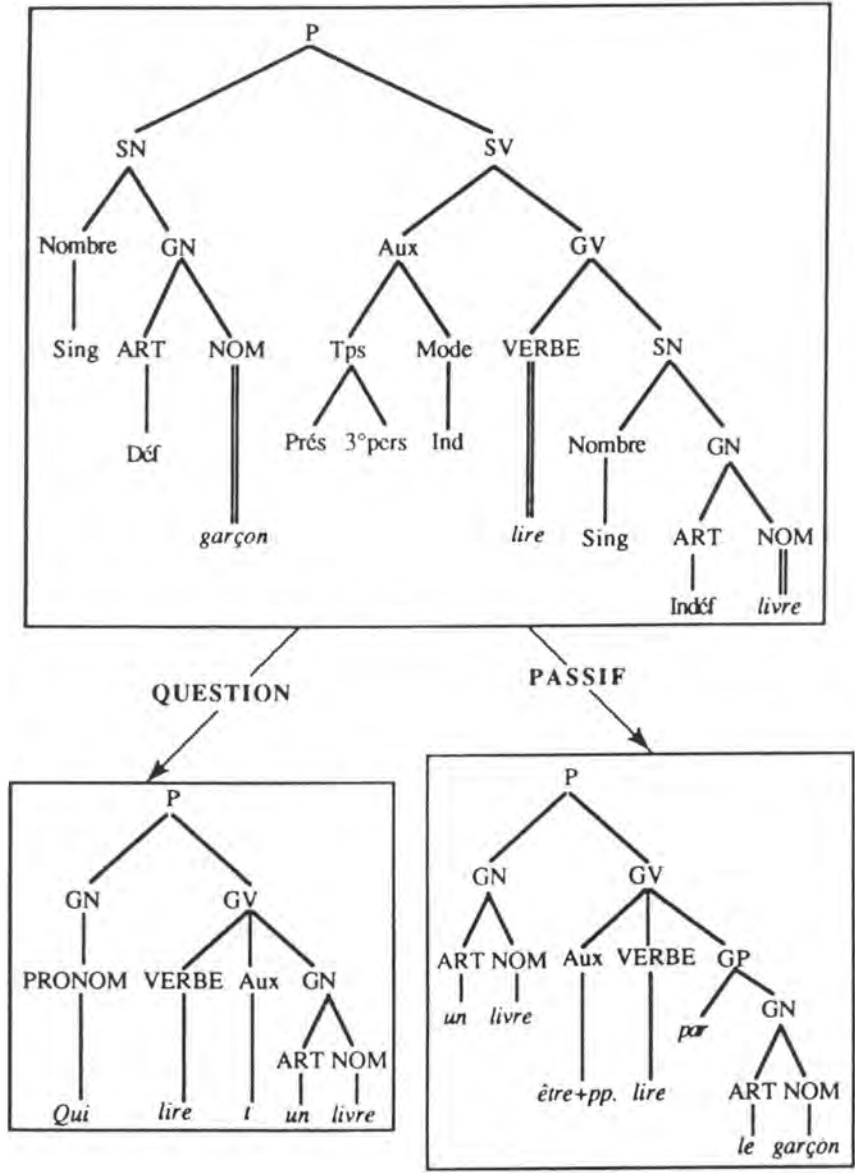 P
SN SV
Nombre GN Aux GV
Sing ART NOM Tps Mode VERBE SN
Déf Prés 3°pers Ind Nombre GN
garçon lire Sing ART NOM
Indéf livre
QUESTION PASSIF
P
GN GV
PRONOM VERBE Aux GN
ART NOM
Qui lire t un livre
P
GN GV
ART NOM Aux VERBE GP
un livre par GN
être+pp. lire ART NOM
le garçon